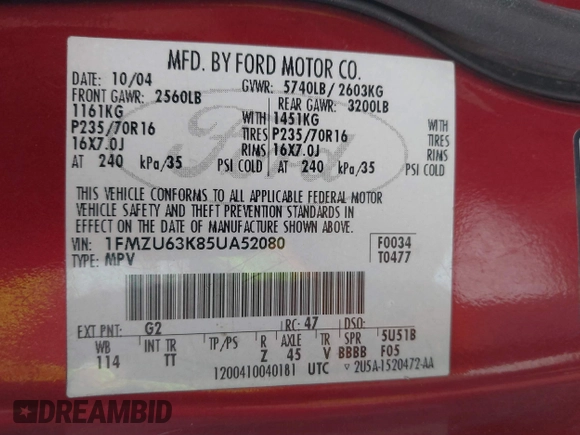 MFD. BY FORD MOTOR CO.
DATE: 10/04 GVWR: 5740LB/ 2603KG
FRONT GAWR: 2560LB REAR GAWR: 3200LB
1161KG WITH 1451KG WITH
P235/70R16 TIRES P235/70R16 TIRES
16X7.0J RIMS 16X7.0J RIMS
AT 240 kPa/35 PSI COLD AT 240 kPa/35 PSI COLD
Ford
THIS VEHICLE CONFORMS TO ALL APPLICABLE FEDERAL MOTOR
VEHICLE SAFETY AND THEFT PREVENTION STANDARDS IN
EFFECT ON THE DATE OF MANUFACTURE SHOWN ABOVE.
VIN: 1FMZU63K85UA52080 F0034
TYPE: MPV T0477
EXT PNT: G2 RC: 47 DSO:
WB INT TR TP/PS R AXLE TR SPR 5U51B
114 TT Z 45 V BBBB F05
1200410040181 UTC ▽ 2U5A-1520472-AA
DREAMBID